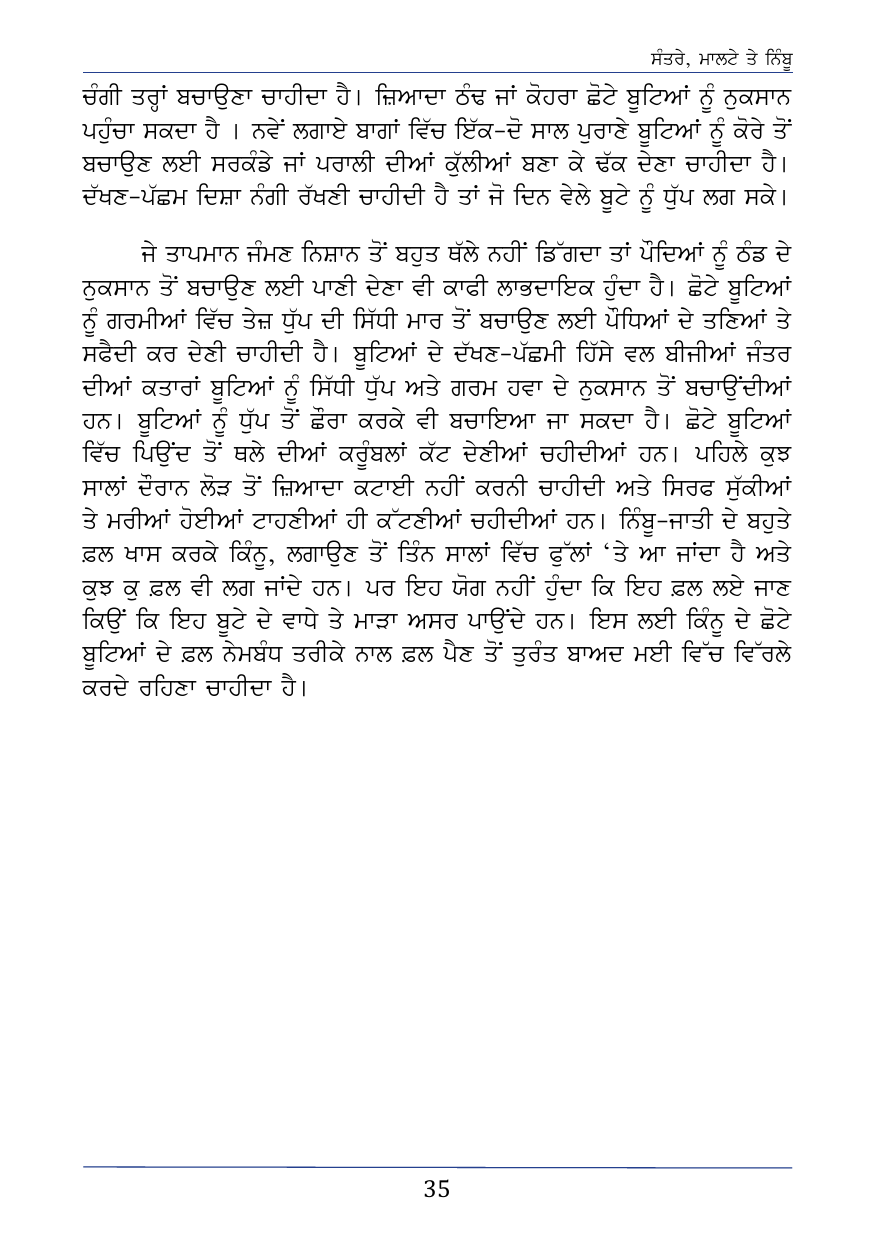 ਸੰਤਰੇ, ਮਾਲਟੇ ਤੇ ਨਿੰਬੂ
ਚੰਗੀ ਤਰ੍ਹਾਂ ਬਚਾਉਣਾ ਚਾਹੀਦਾ ਹੈ। ਜ਼ਿਆਦਾ ਠੰਢ ਜਾਂ ਕੋਹਰਾ ਛੋਟੇ ਬੂਟਿਆਂ ਨੂੰ ਨੁਕਸਾਨ
ਪਹੁੰਚਾ ਸਕਦਾ ਹੈ । ਨਵੇਂ ਲਗਾਏ ਬਾਗਾਂ ਵਿੱਚ ਇੱਕ-ਦੋ ਸਾਲ ਪੁਰਾਣੇ ਬੂਟਿਆਂ ਨੂੰ ਕੋਰੇ ਤੋਂ
ਬਚਾਉਣ ਲਈ ਸਰਕੰਡੇ ਜਾਂ ਪਰਾਲੀ ਦੀਆਂ ਕੁੱਲੀਆਂ ਬਣਾ ਕੇ ਢੱਕ ਦੇਣਾ ਚਾਹੀਦਾ ਹੈ।
ਦੱਖਣ-ਪੱਛਮ ਦਿਸ਼ਾ ਨੰਗੀ ਰੱਖਣੀ ਚਾਹੀਦੀ ਹੈ ਤਾਂ ਜੋ ਦਿਨ ਵੇਲੇ ਬੂਟੇ ਨੂੰ ਧੁੱਪ ਲਗ ਸਕੇ।
ਜੇ ਤਾਪਮਾਨ ਜੰਮਣ ਨਿਸ਼ਾਨ ਤੋਂ ਬਹੁਤ ਥੱਲੇ ਨਹੀਂ ਡਿੱਗਦਾ ਤਾਂ ਪੌਦਿਆਂ ਨੂੰ ਠੰਡ ਦੇ
ਨੁਕਸਾਨ ਤੋਂ ਬਚਾਉਣ ਲਈ ਪਾਣੀ ਦੇਣਾ ਵੀ ਕਾਫੀ ਲਾਭਦਾਇਕ ਹੁੰਦਾ ਹੈ। ਛੋਟੇ ਬੂਟਿਆਂ
ਨੂੰ ਗਰਮੀਆਂ ਵਿੱਚ ਤੇਜ਼ ਧੁੱਪ ਦੀ ਸਿੱਧੀ ਮਾਰ ਤੋਂ ਬਚਾਉਣ ਲਈ ਪੌਧਿਆਂ ਦੇ ਤਣਿਆਂ ਤੇ
ਸਫੈਦੀ ਕਰ ਦੇਣੀ ਚਾਹੀਦੀ ਹੈ। ਬੂਟਿਆਂ ਦੇ ਦੱਖਣ-ਪੱਛਮੀ ਹਿੱਸੇ ਵਲ ਬੀਜੀਆਂ ਜੰਤਰ
ਦੀਆਂ ਕਤਾਰਾਂ ਬੂਟਿਆਂ ਨੂੰ ਸਿੱਧੀ ਧੁੱਪ ਅਤੇ ਗਰਮ ਹਵਾ ਦੇ ਨੁਕਸਾਨ ਤੋਂ ਬਚਾਉਂਦੀਆਂ
ਹਨ। ਬੂਟਿਆਂ ਨੂੰ ਧੁੱਪ ਤੋਂ ਛੌਰਾ ਕਰਕੇ ਵੀ ਬਚਾਇਆ ਜਾ ਸਕਦਾ ਹੈ। ਛੋਟੇ ਬੂਟਿਆਂ
ਵਿੱਚ ਪਿਉਂਦ ਤੋਂ ਥਲੇ ਦੀਆਂ ਕਰੂੰਬਲਾਂ ਕੱਟ ਦੇਣੀਆਂ ਚਹੀਦੀਆਂ ਹਨ। ਪਹਿਲੇ ਕੁਝ
ਸਾਲਾਂ ਦੌਰਾਨ ਲੋੜ ਤੋਂ ਜ਼ਿਆਦਾ ਕਟਾਈ ਨਹੀਂ ਕਰਨੀ ਚਾਹੀਦੀ ਅਤੇ ਸਿਰਫ ਸੁੱਕੀਆਂ
ਤੇ ਮਰੀਆਂ ਹੋਈਆਂ ਟਾਹਣੀਆਂ ਹੀ ਕੱਟਣੀਆਂ ਚਹੀਦੀਆਂ ਹਨ। ਨਿੰਬੂ-ਜਾਤੀ ਦੇ ਬਹੁਤੇ
ਫ਼ਲ ਖਾਸ ਕਰਕੇ ਕਿੰਨੂ, ਲਗਾਉਣ ਤੋਂ ਤਿੰਨ ਸਾਲਾਂ ਵਿੱਚ ਫੁੱਲਾਂ ‘ਤੇ ਆ ਜਾਂਦਾ ਹੈ ਅਤੇ
ਕੁਝ ਕੁ ਫ਼ਲ ਵੀ ਲਗ ਜਾਂਦੇ ਹਨ। ਪਰ ਇਹ ਯੋਗ ਨਹੀਂ ਹੁੰਦਾ ਕਿ ਇਹ ਫ਼ਲ ਲਏ ਜਾਣ
ਕਿਉਂ ਕਿ ਇਹ ਬੂਟੇ ਦੇ ਵਾਧੇ ਤੇ ਮਾੜਾ ਅਸਰ ਪਾਉਂਦੇ ਹਨ। ਇਸ ਲਈ ਕਿੰਨੂ ਦੇ ਛੋਟੇ
ਬੂਟਿਆਂ ਦੇ ਫ਼ਲ ਨੇਮਬੰਧ ਤਰੀਕੇ ਨਾਲ ਫ਼ਲ ਪੈਣ ਤੋਂ ਤੁਰੰਤ ਬਾਅਦ ਮਈ ਵਿੱਚ ਵਿੱਰਲੇ
ਕਰਦੇ ਰਹਿਣਾ ਚਾਹੀਦਾ ਹੈ।
35